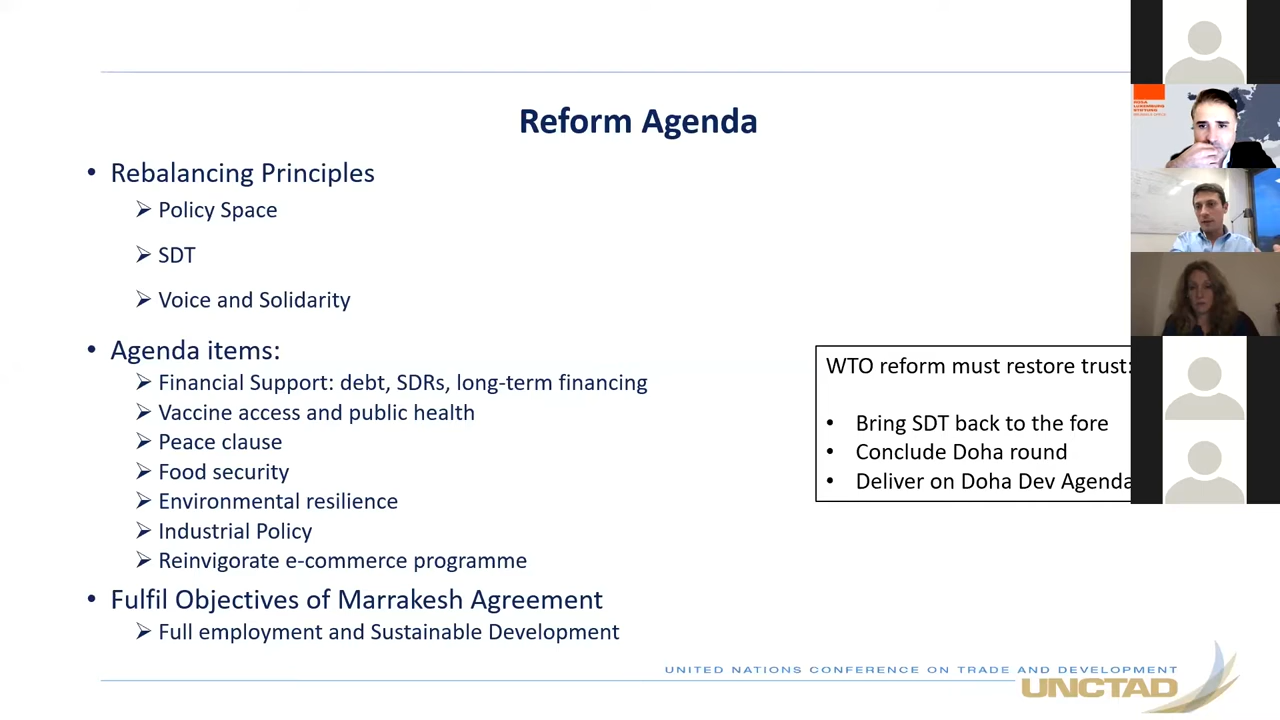 Reform Agenda
• Rebalancing Principles
➢ Policy Space
➢ SDT
➢ Voice and Solidarity
• Agenda items:
➢ Financial Support: debt, SDRs, long-term financing
➢ Vaccine access and public health
➢ Peace clause
➢ Food security
➢ Environmental resilience
➢ Industrial Policy
➢ Reinvigorate e-commerce programme
• Fulfil Objectives of Marrakesh Agreement
➢ Full employment and Sustainable Development
WTO reform must restore trust:
• Bring SDT back to the fore
• Conclude Doha round
• Deliver on Doha Dev Agenda
ROSA
LUXEMBURG
STIFTUNG
UNITED NATIONS CONFERENCE ON TRADE AND DEVELOPMENT
UNCTAD